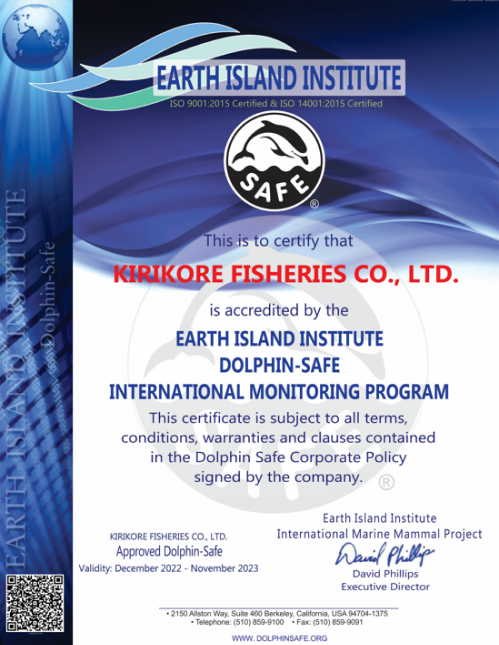 EARTH ISLAND INSTITUTE
ISO 9001:2015 Certified & ISO 14001:2015 Certified
SAFE
®
This is to certify that
KIRIKORE FISHERIES CO., LTD.
is accredited by the
EARTH ISLAND INSTITUTE
DOLPHIN-SAFE
INTERNATIONAL MONITORING PROGRAM
This certificate is subject to all terms,
conditions, warranties and clauses contained
in the Dolphin Safe Corporate Policy
signed by the company.
®
KIRIKORE FISHERIES CO., LTD.
Approved Dolphin-Safe
Validity: December 2022 - November 2023
Earth Island Institute
International Marine Mammal Project
David Phillips
David Phillips
Executive Director
• 2150 Allston Way, Suite 460 Berkeley, California, USA 94704-1375
• Telephone: (510) 859-9100 • Fax: (510) 859-9091
WWW. DOLPHINSAFE.ORG
EARTH ISLAND INSTITUTE
Dolphin-Safe